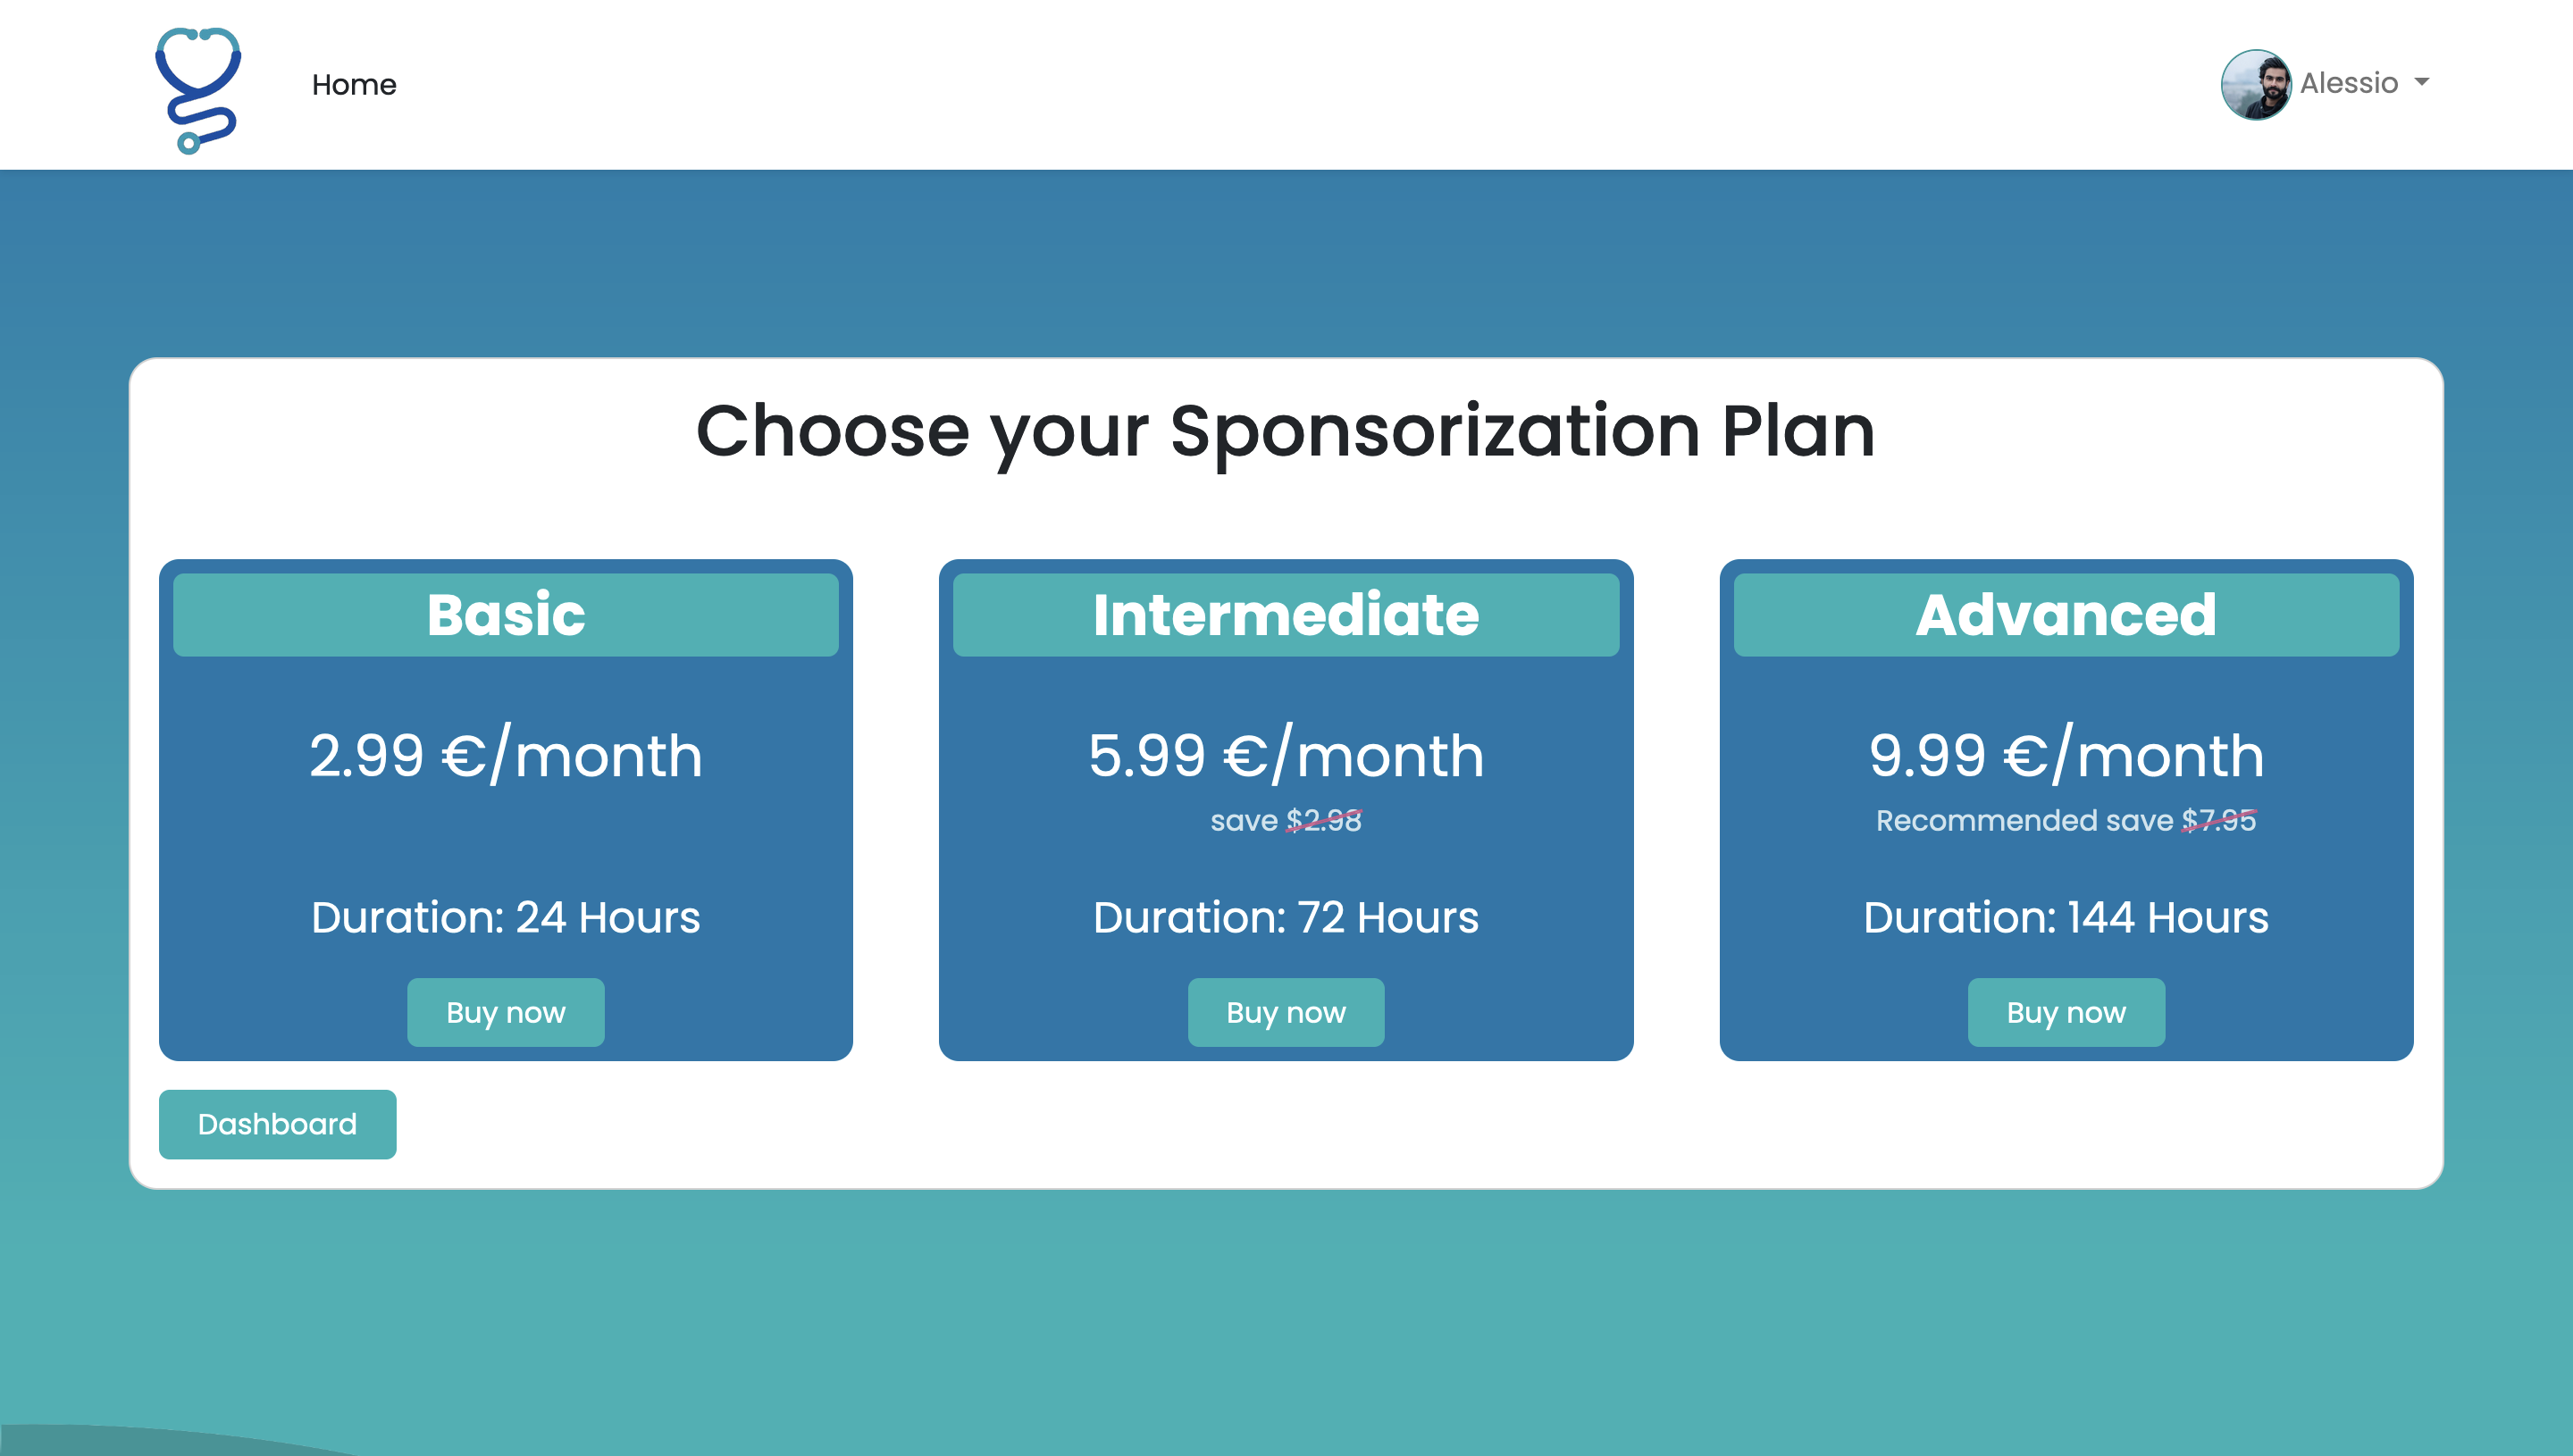 Home
Alessio
Choose your Sponsorization Plan
Basic
2.99 €/month
Duration: 24 Hours
Buy now
Intermediate
5.99 €/month
save $2.98
Duration: 72 Hours
Buy now
Advanced
9.99 €/month
Recommended save $7.95
Duration: 144 Hours
Buy now
Dashboard